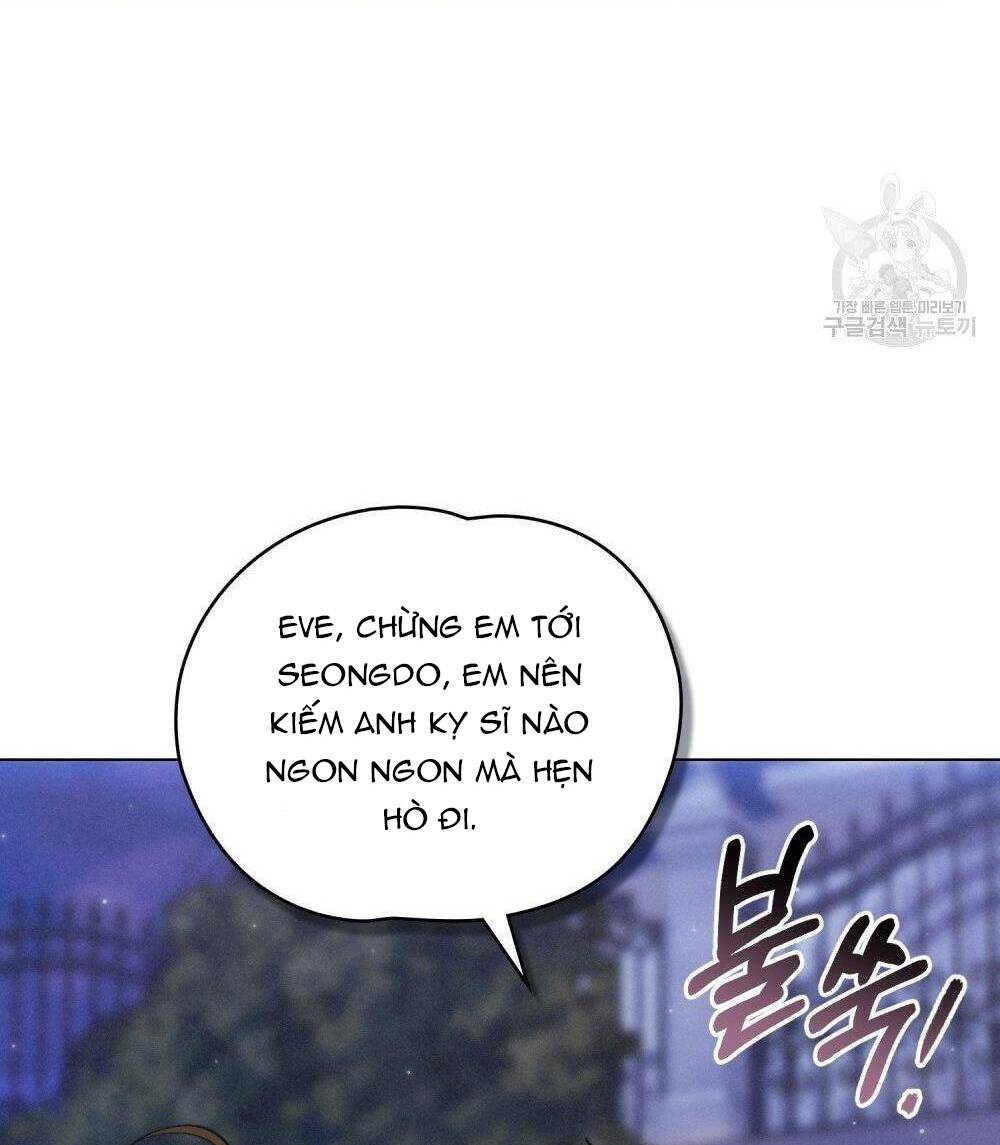 가장 빠른 웹툰 미리보기
구글검색 뉴토끼
EVE, CHỪNG EM TỚI
SEONGDO, EM NÊN
KIẾM ANH KỴ SĨ NÀO
NGON NGON MÀ HẸN
HÒ ĐI.
불쑥!